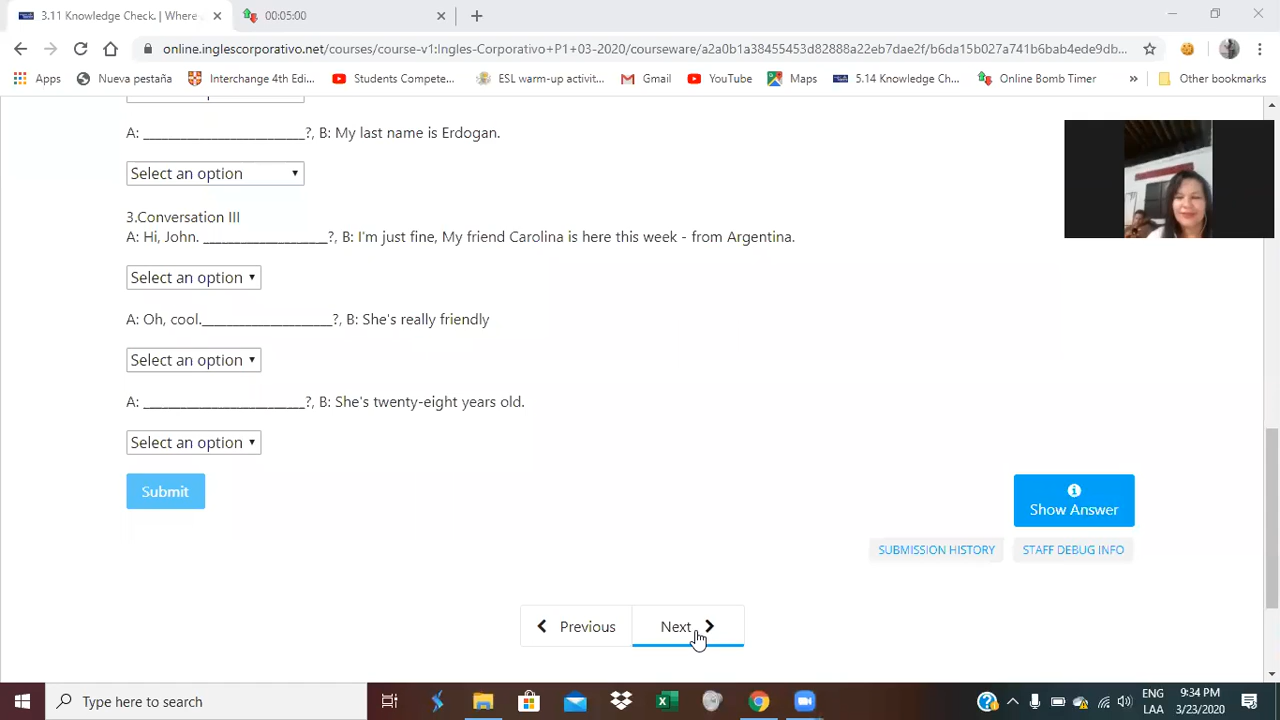 3.11 Knowledge Check. | Where
00:05:00
online.inglescorporativo.net/courses/course-v1:Ingles-Corporativo+P1+03-2020/courseware/a2a0b1a38455453d82888a22eb7dae2f/b6da15b027a741b6bab4ede9db...
Apps
Nueva pestaña
Interchange 4th Edi...
Students Compete...
ESL warm-up activit...
Gmail
YouTube
Maps
5.14 Knowledge Ch...
Online Bomb Timer
»
Other bookmarks
A: ________________________?, B: My last name is Erdogan.
Select an option
3.Conversation III
A: Hi, John. __________________?, B: I'm just fine, My friend Carolina is here this week - from Argentina.
Select an option
A: Oh, cool.___________________?, B: She's really friendly
Select an option
A: ________________________?, B: She's twenty-eight years old.
Select an option
Submit
Show Answer
SUBMISSION HISTORY
STAFF DEBUG INFO
Previous
Next
Type here to search
ENG
LAA
9:34 PM
3/23/2020